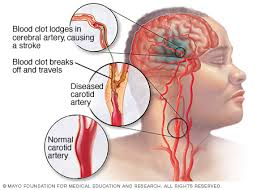 Blood clot lodges in
cerebral artery, causing
a stroke
Blood clot breaks
off and travels
Diseased
carotid
artery
Normal
carotid
artery
© MAYO FOUNDATION FOR MEDICAL EDUCATION AND RESEARCH. ALL RIGHTS RESERVED.